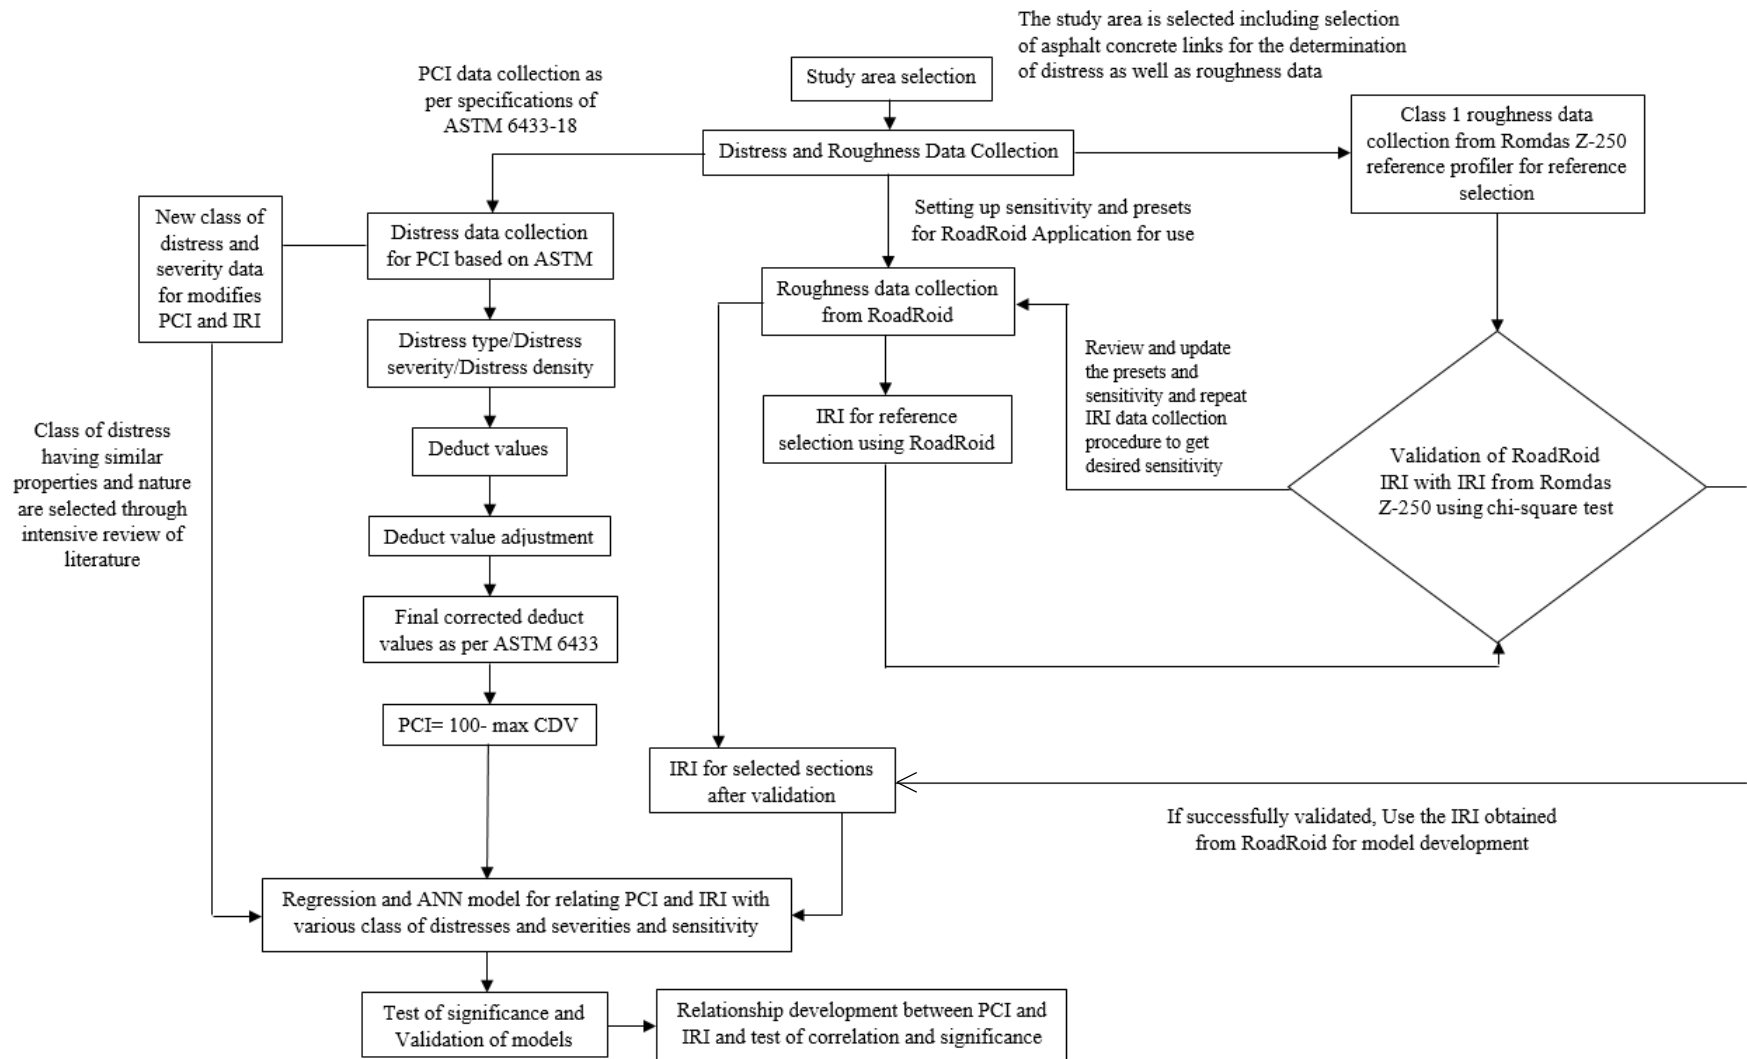 The study area is selected including selection
of asphalt concrete links for the determination
of distress as well as roughness data
Study area selection
PCI data collection as
per specifications of
ASTM 6433-18
Distress and Roughness Data Collection
Class 1 roughness data
collection from Romdas Z-250
reference profiler for reference
selection
New class of
distress and
severity data
for modifies
PCI and IRI
Distress data collection
for PCI based on ASTM
Setting up sensitivity and presets
for RoadRoid Application for use
Roughness data collection
from RoadRoid
Distress type/Distress
severity/Distress density
Review and update
the presets and
sensitivity and repeat
IRI data collection
procedure to get
desired sensitivity
IRI for reference
selection using RoadRoid
Class of distress
having similar
properties and nature
are selected through
intensive review of
literature
Deduct values
Validation of RoadRoid
IRI with IRI from Romdas
Z-250 using chi-square test
Deduct value adjustment
Final corrected deduct
values as per ASTM 6433
PCI= 100- max CDV
IRI for selected sections
after validation
If successfully validated, Use the IRI obtained
from RoadRoid for model development
Regression and ANN model for relating PCI and IRI with
various class of distresses and severities and sensitivity
Test of significance and
Validation of models
Relationship development between PCI and
IRI and test of correlation and significance